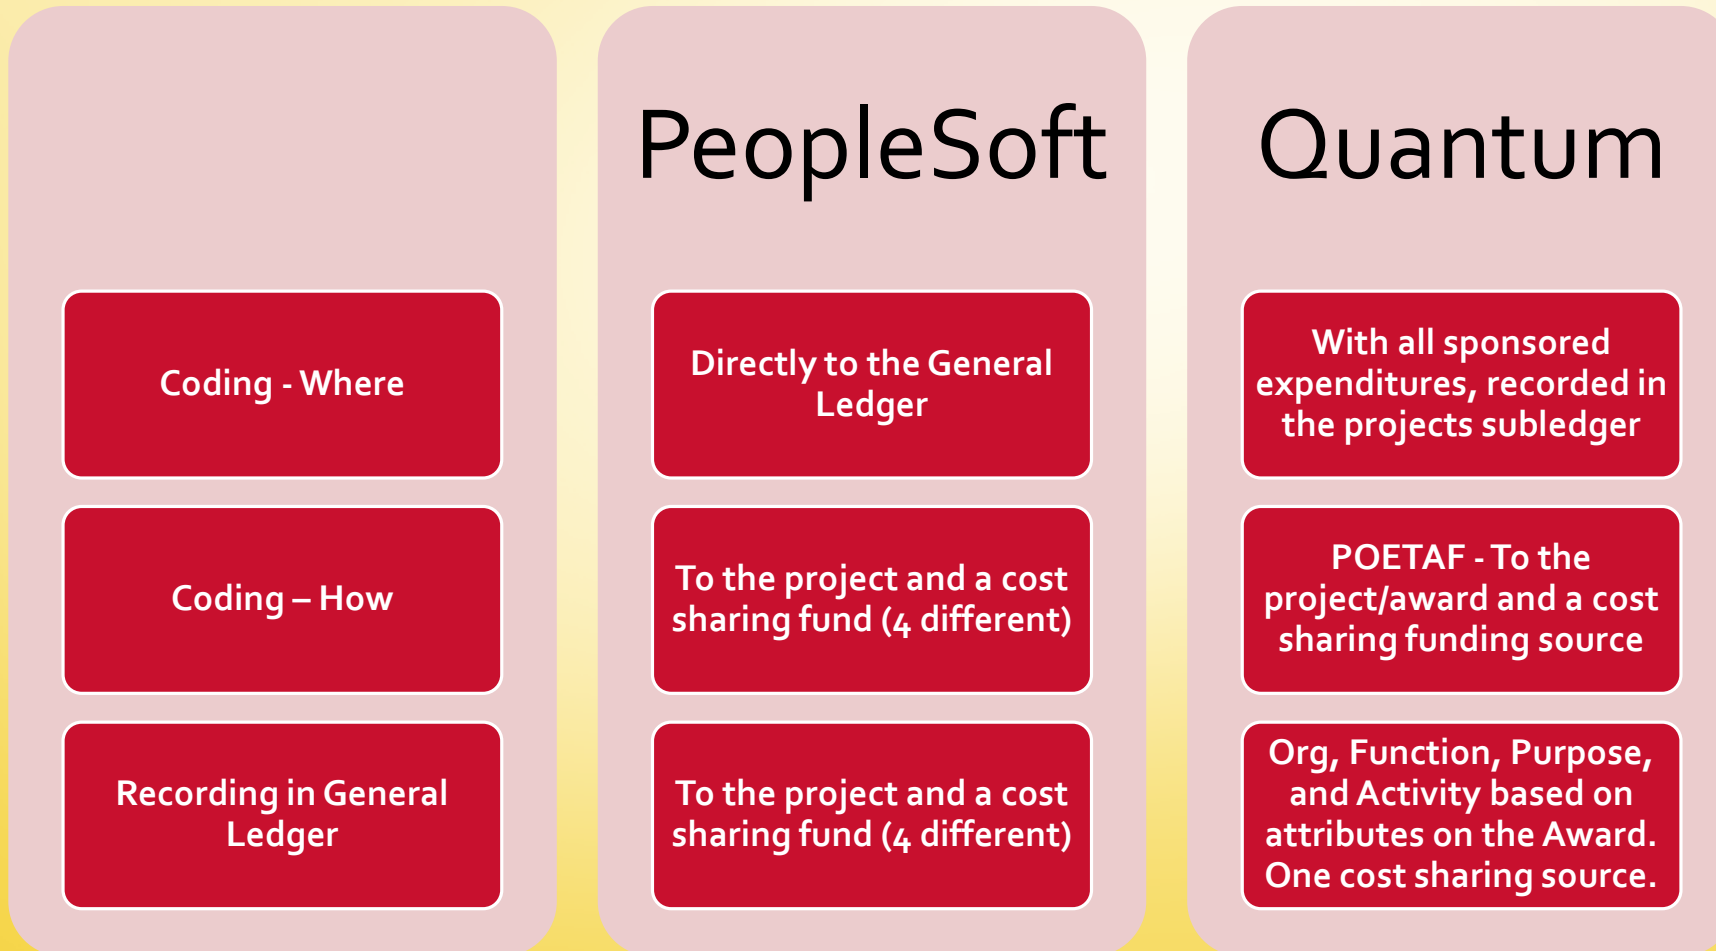 PeopleSoft
Quantum
Coding - Where
Directly to the General
Ledger
With all sponsored
expenditures, recorded in
the projects subledger
Coding – How
To the project and a cost
sharing fund (4 different)
POETAF - To the
project/award and a cost
sharing funding source
Recording in General
Ledger
To the project and a cost
sharing fund (4 different)
Org, Function, Purpose,
and Activity based on
attributes on the Award.
One cost sharing source.